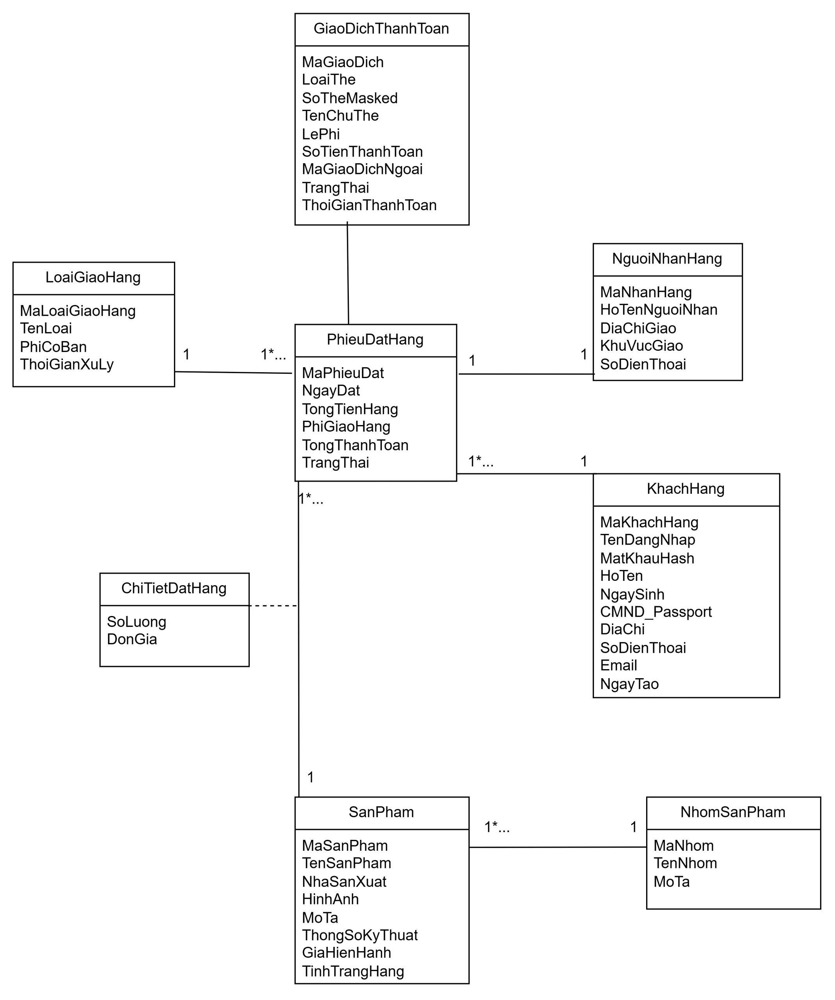 GiaoDichThanhToan
MaGiaoDich
LoaiThe
SoTheMasked
TenChuThe
LePhi
SoTienThanhToan
MaGiaoDichNgoai
TrangThai
ThoiGianThanhToan
LoaiGiaoHang
MaLoaiGiaoHang
TenLoai
PhiCoBan
ThoiGianXuLy
1
1*...
PhieuDatHang
MaPhieuDat
NgayDat
TongTienHang
PhiGiaoHang
TongThanhToan
TrangThai
1
1
NguoiNhanHang
MaNhanHang
HoTenNguoiNhan
DiaChiGiao
KhuVucGiao
SoDienThoai
1*...
1
KhachHang
MaKhachHang
TenDangNhap
MatKhauHash
HoTen
NgaySinh
CMND_Passport
DiaChi
SoDienThoai
Email
NgayTao
1*...
ChiTietDatHang
SoLuong
DonGia
1
SanPham
MaSanPham
TenSanPham
NhaSanXuat
HinhAnh
MoTa
ThongSoKyThuat
GiaHienHanh
TinhTrangHang
1*...
1
NhomSanPham
MaNhom
TenNhom
MoTa